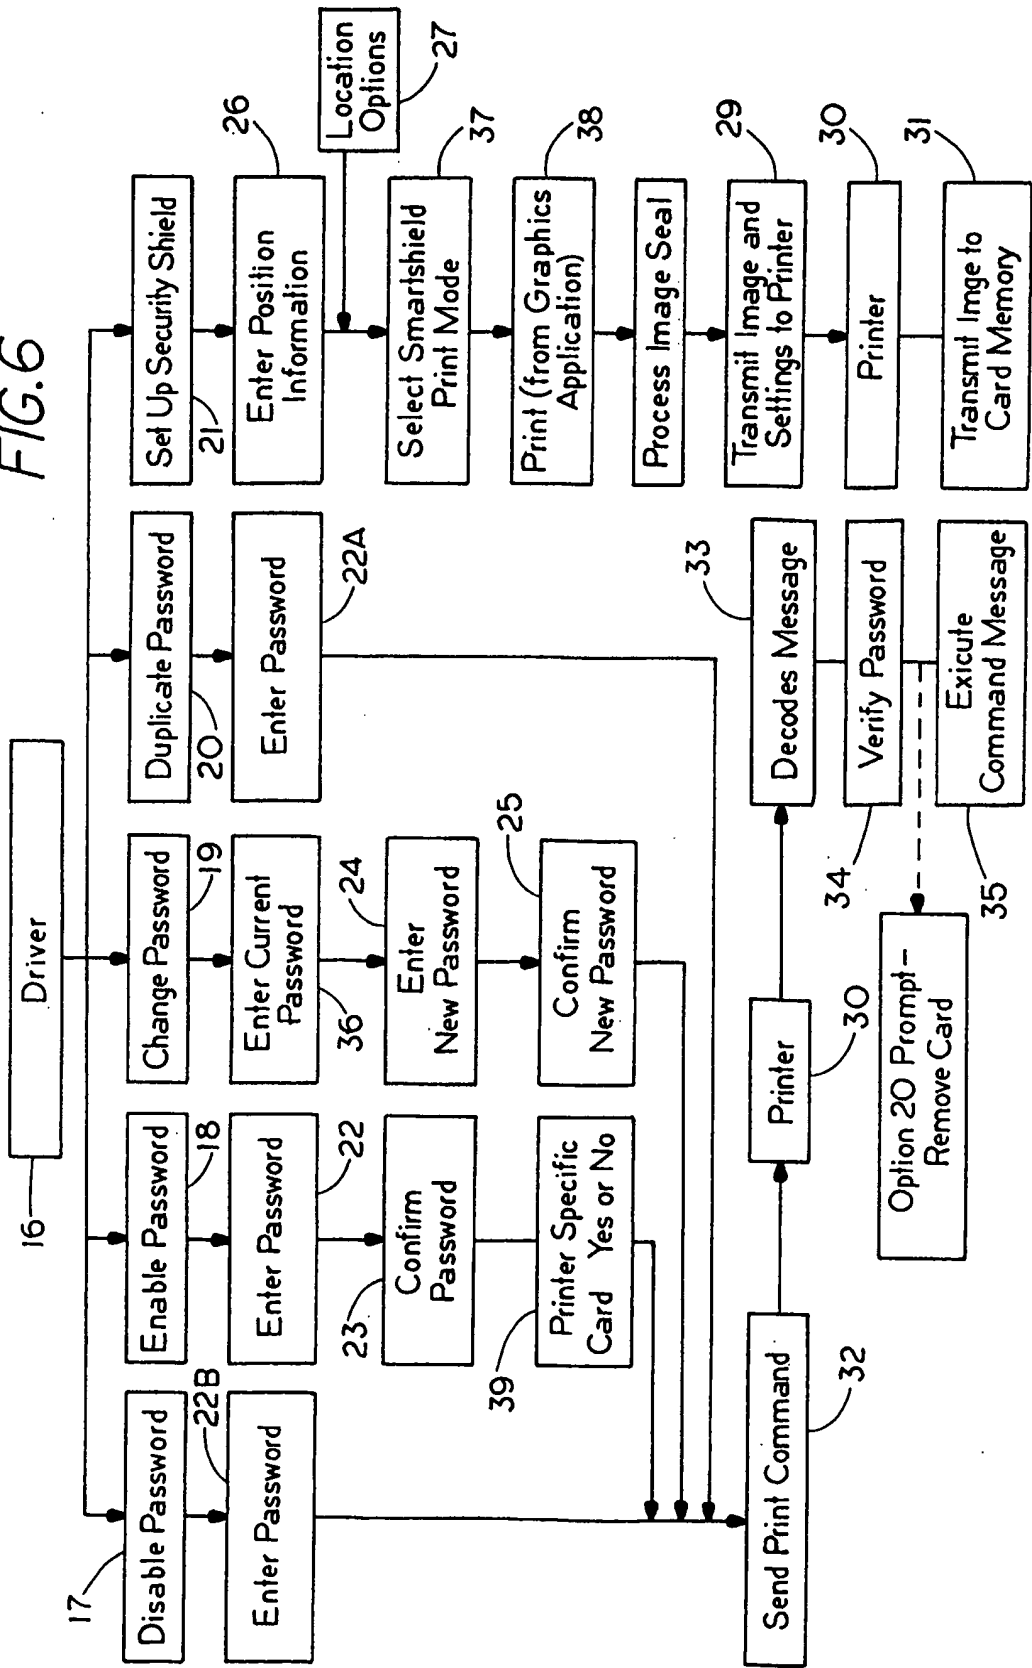 FIG.6
16
Driver
17
Disable Password
22B
Enter Password
Enable Password
18
Enter Password
22
23
Confirm
Password
39
Printer Specific
Card Yes or No
Change Password
19
Enter Current
Password
36
24
Enter
New Password
25
Confirm
New Password
Duplicate Password
20
Enter Password
22A
Set Up Security Shield
21
Enter Position
Information
26
Location
Options
27
Select Smartshield
Print Mode
37
Print (from Graphics
Application)
38
Process Image Seal
Transmit Image and
Settings to Printer
29
Printer
30
Transmit Imge to
Card Memory
31
Send Print Command
32
Printer
30
Decodes Message
33
Verify Password
34
Exicute
Command Message
35
Option 20 Prompt-
Remove Card